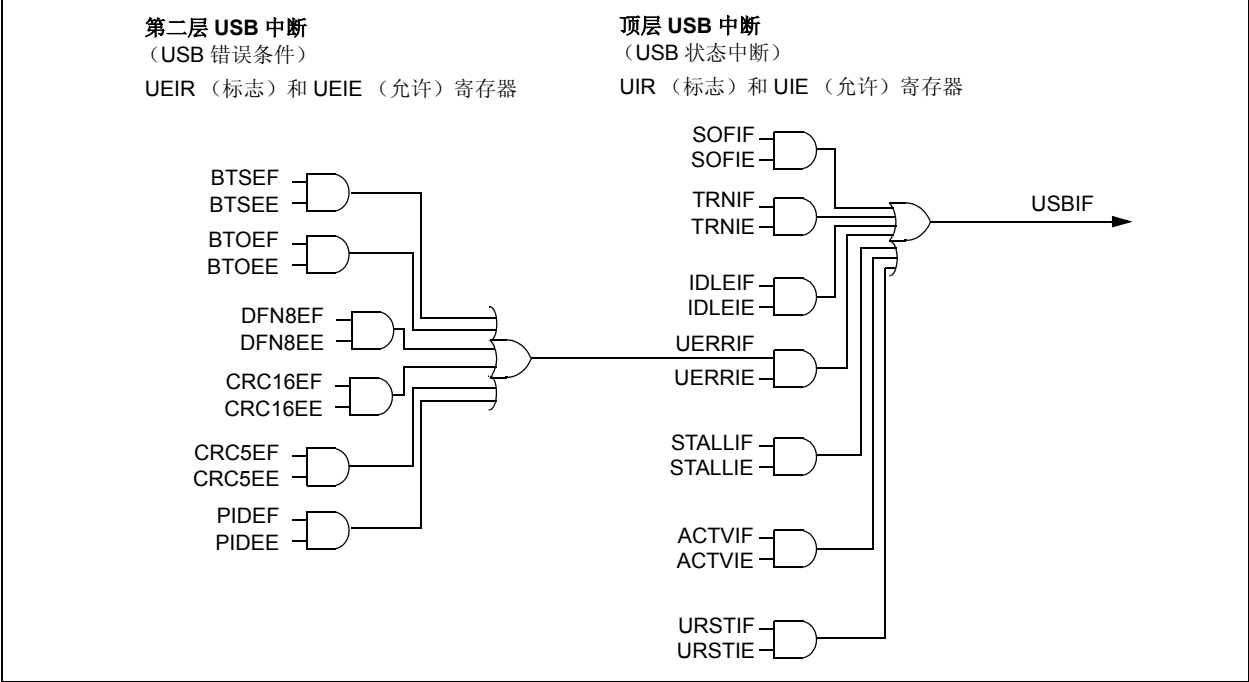 第二层 USB 中断
（USB 错误条件）
UEIR （标志）和 UEIE （允许）寄存器
BTSEF
BTSEE
BTOEF
BTOEE
DFN8EF
DFN8EE
CRC16EF
CRC16EE
CRC5EF
CRC5EE
PIDEF
PIDEE
顶层 USB 中断
（USB 状态中断）
UIR （标志）和 UIE （允许）寄存器
SOFIF
SOFIE
TRNIF
TRNIE
IDLEIF
IDLEIE
UERRIF
UERRIE
STALLIF
STALLIE
ACTVIF
ACTVIE
URSTIF
URSTIE
USBIF